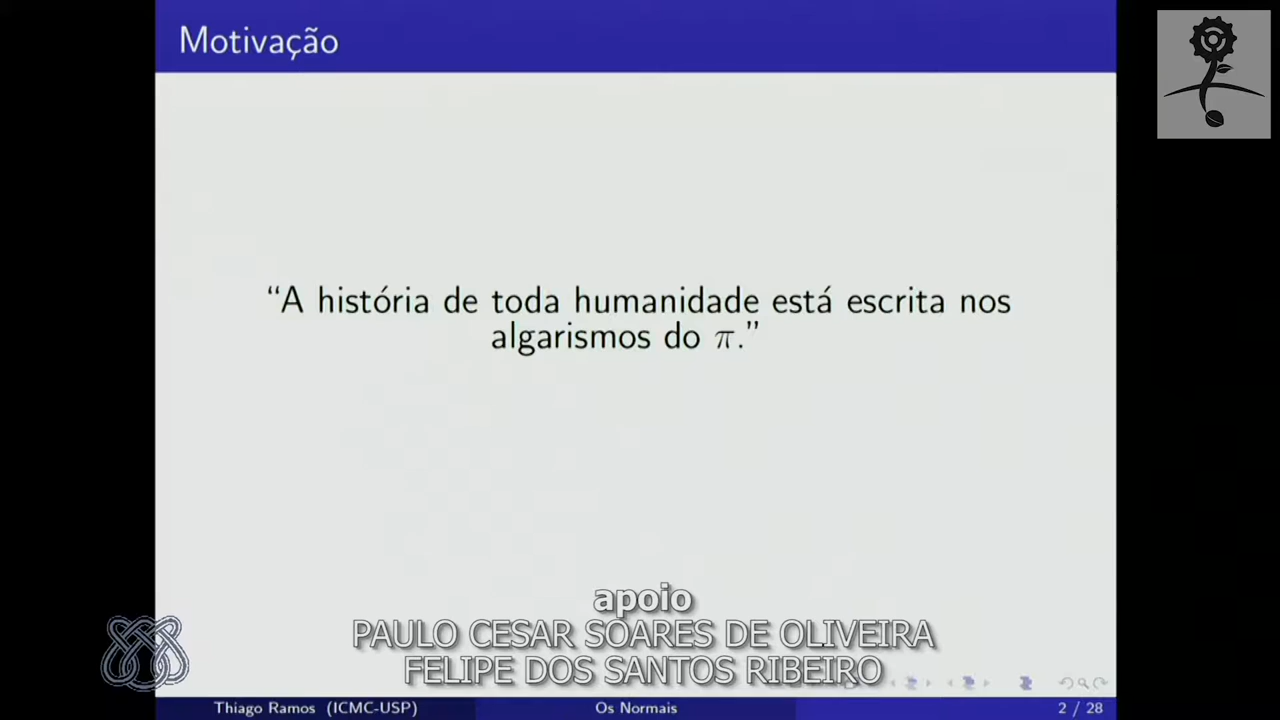 Motivação
“A história de toda humanidade está escrita nos
algarismos do π.”
apoio
PAULO CESAR SOARES DE OLIVEIRA
FELIPE DOS SANTOS RIBEIRO
Thiago Ramos (ICMC-USP)
Os Normais
2 / 28